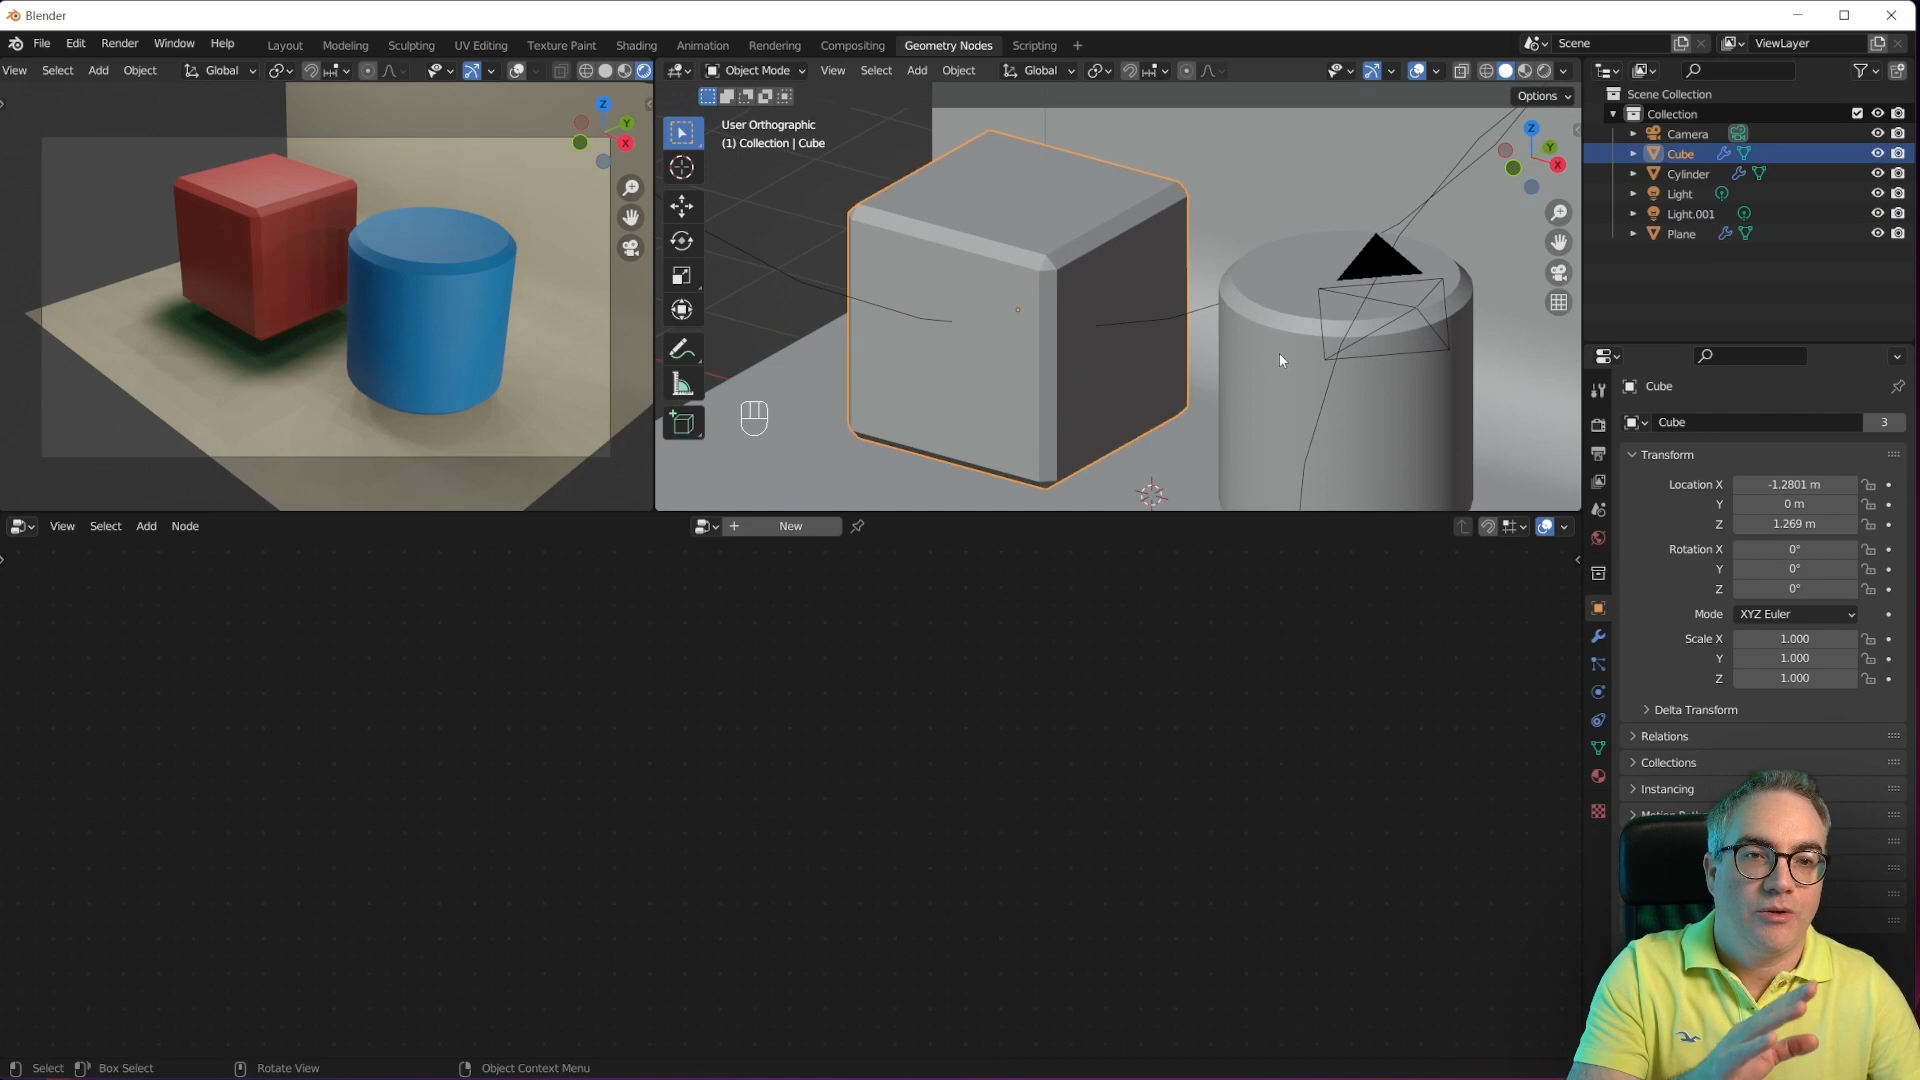 Blender
File Edit Render Window Help
Layout Modeling Sculpting UV Editing Texture Paint Shading Animation Rendering Compositing Geometry Nodes Scripting +
Scene
ViewLayer
View Select Add Object Global
Object Mode View Select Add Object Global
Options
User Orthographic
(1) Collection | Cube
Z
Y
X
Z
Y
X
Scene Collection
Collection
Camera
Cube
Cylinder
Light
Light.001
Plane
Cube
Cube 3
Transform
Location X -1.2801 m
Y 0 m
Z 1.269 m
Rotation X 0°
Y 0°
Z 0°
Mode XYZ Euler
Scale X 1.000
Y 1.000
Z 1.000
Delta Transform
Relations
Collections
Instancing
View Select Add Node
+ New
Select Box Select Rotate View Object Context Menu